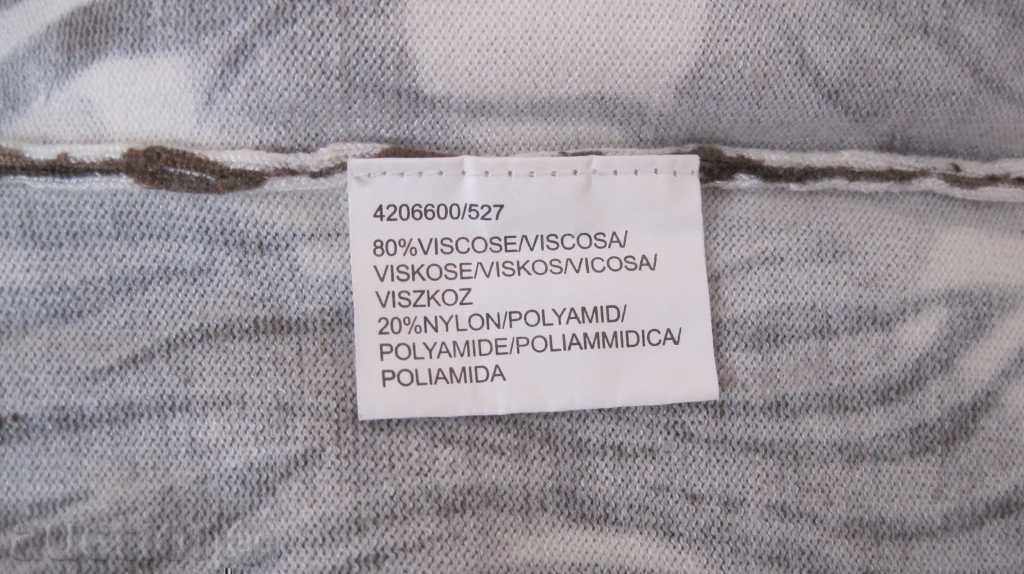 4206600/527
80%VISCOSE/VISCOSA/
VISKOSE/VISKOS/VICOSA/
VISZKOZ
20%NYLON/POLYAMID/
POLYAMIDE/POLIAMMIDICA/
POLIAMIDA